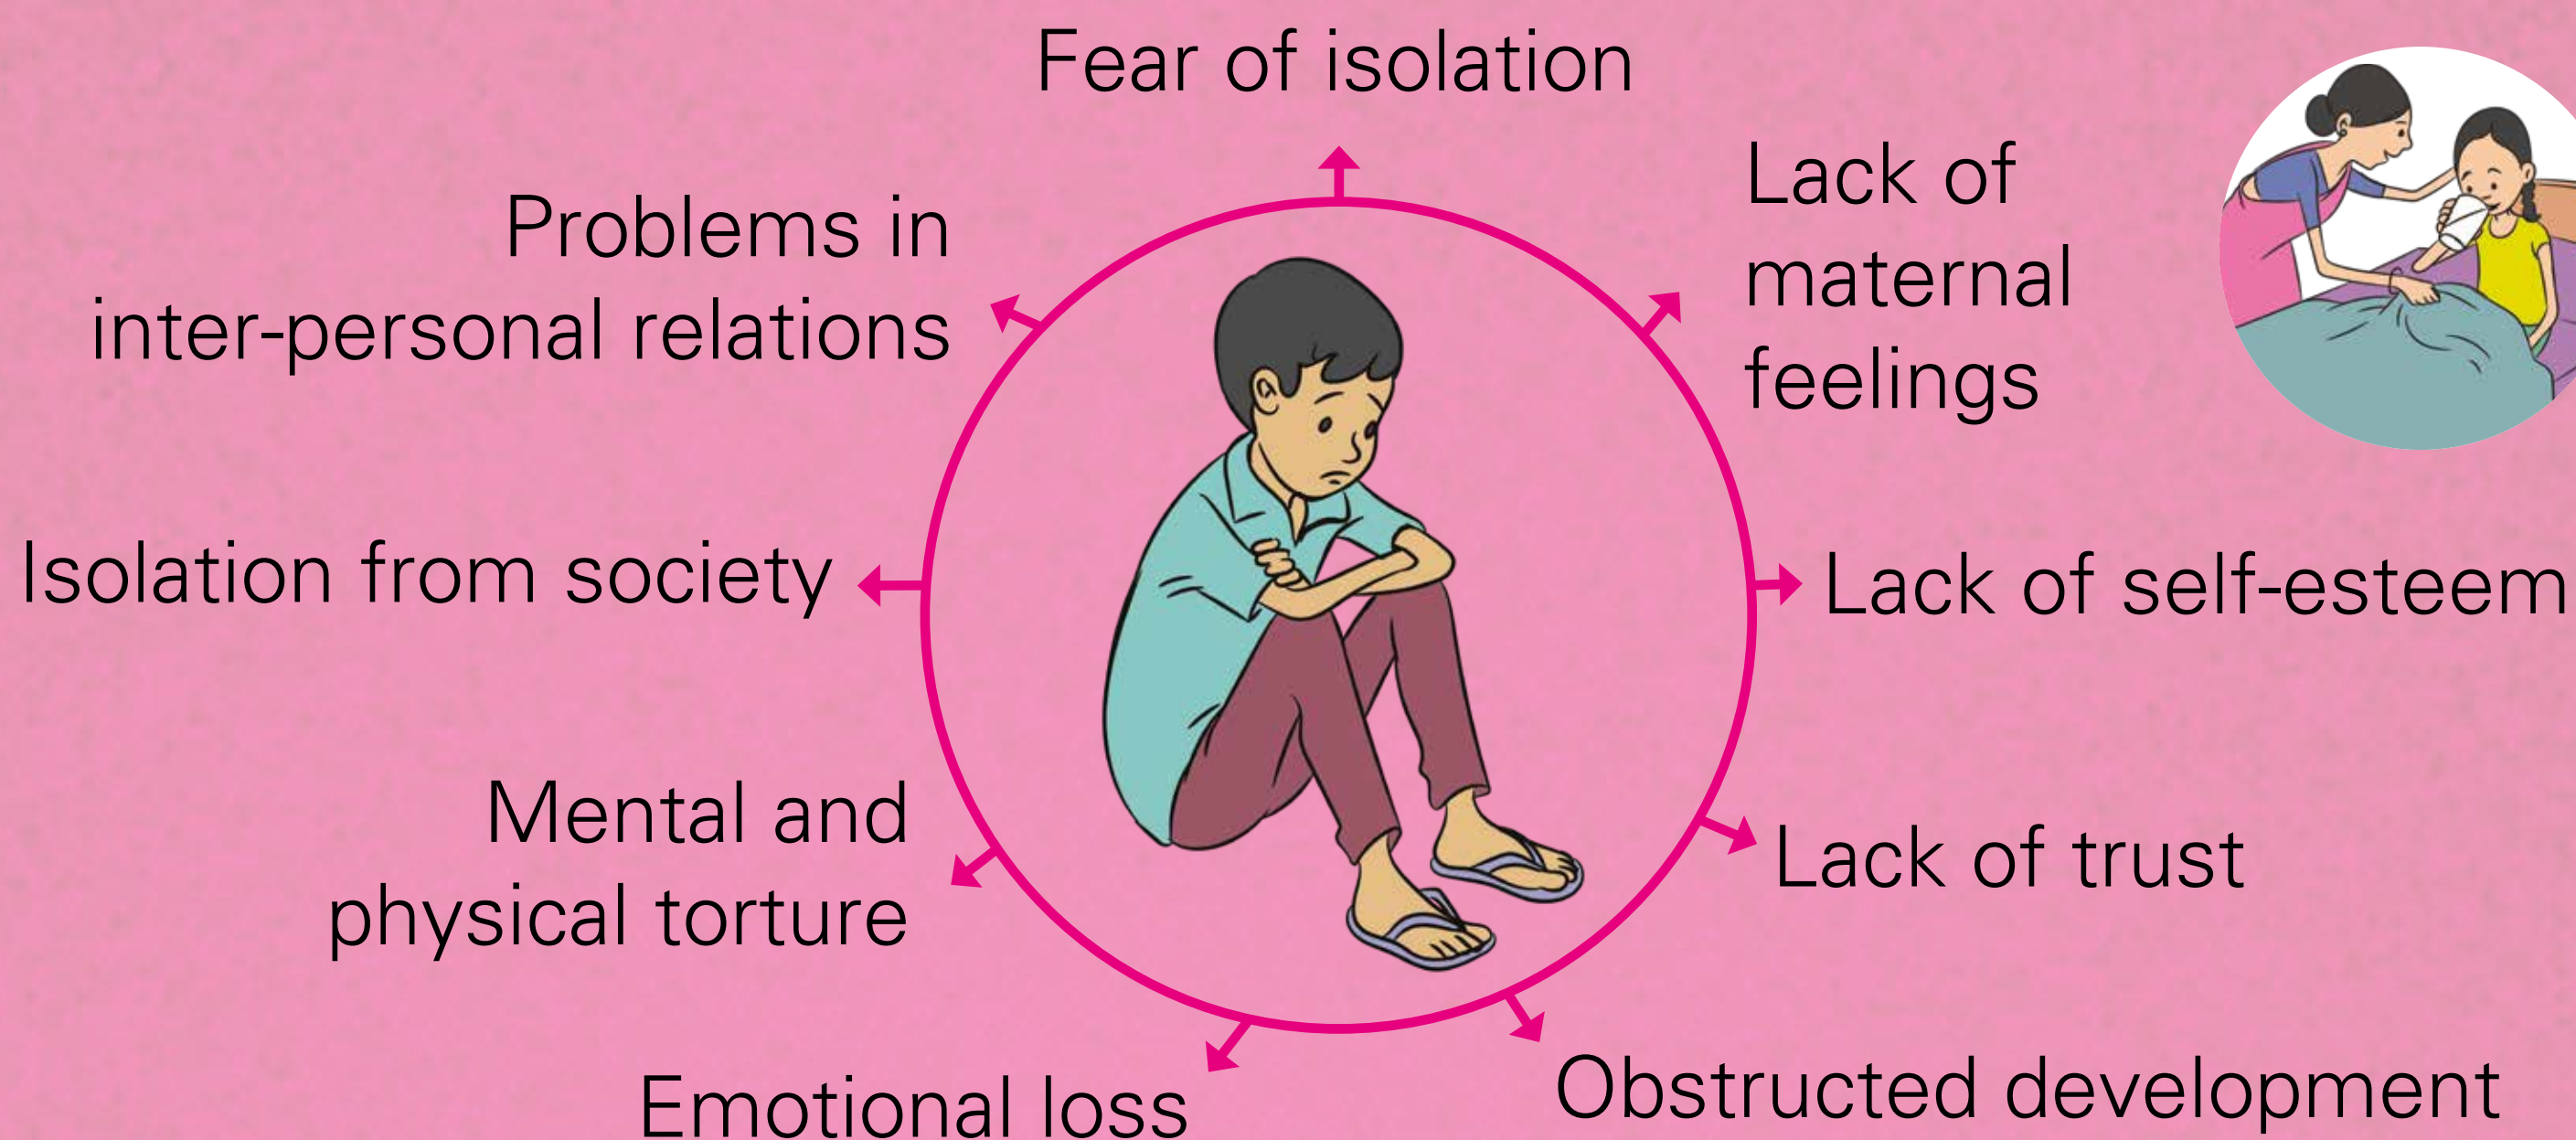 Fear of isolation
Lack of
maternal
feelings
Lack of self-esteem
Lack of trust
Obstructed development
Emotional loss
Mental and
physical torture
Isolation from society
Problems in
inter-personal relations